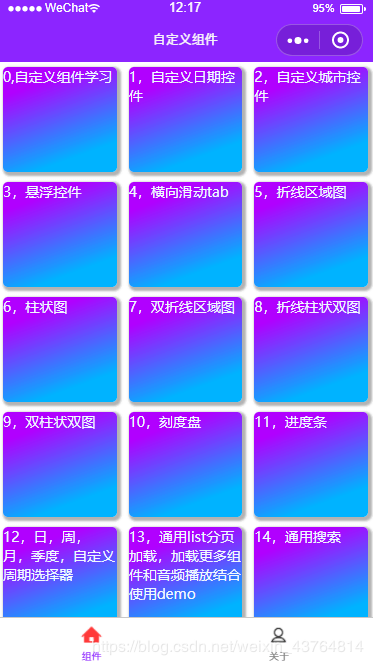 WeChat 12:17 95%
自定义组件
0,自定义组件学习
1，自定义日期控
件
2，自定义城市控
件
3，悬浮控件
4，横向滑动tab
5，折线区域图
6，柱状图
7，双折线区域图
8，折线柱状双图
9，双柱状双图
10，刻度盘
11，进度条
12，日，周，
月，季度，自定义
周期选择器
13，通用list分页
加载，加载更多组
件和音频播放结合
使用demo
14，通用搜索
组件
关于
https://blog.csdn.net/weixin_43764814